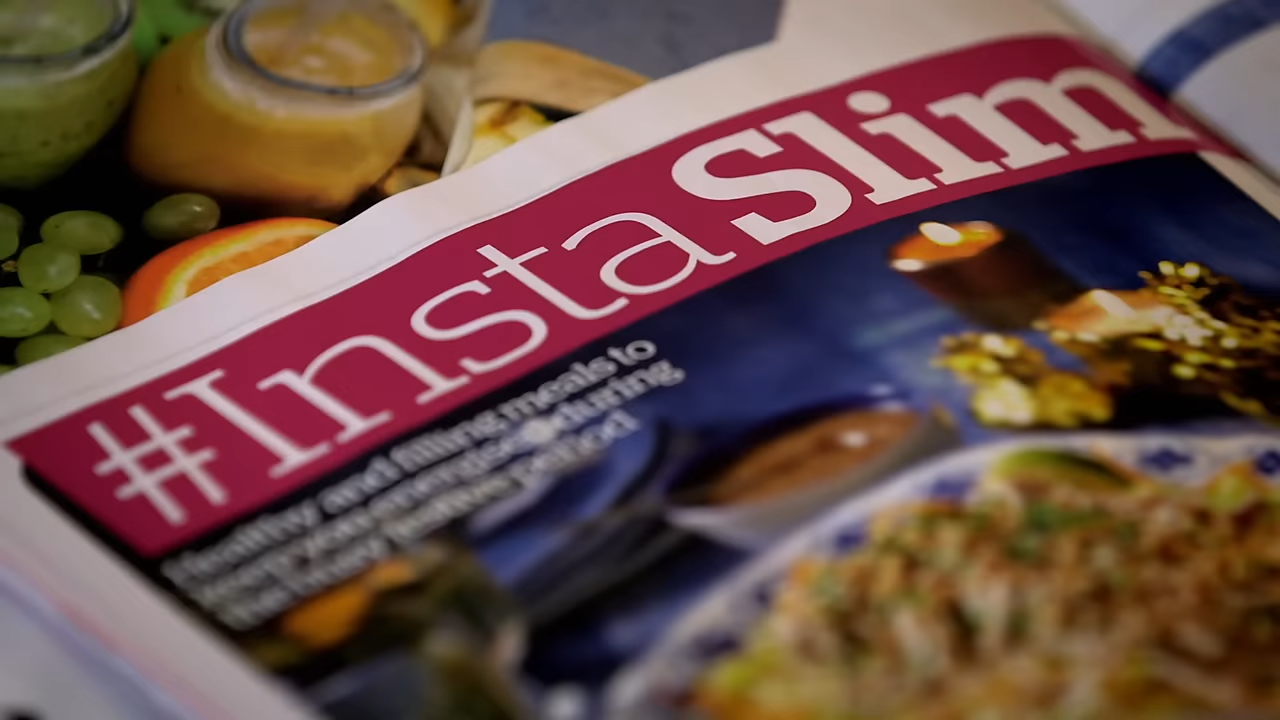 #InstaSlim
Healthy and filling meals to
keep you energised during
the busy festive period